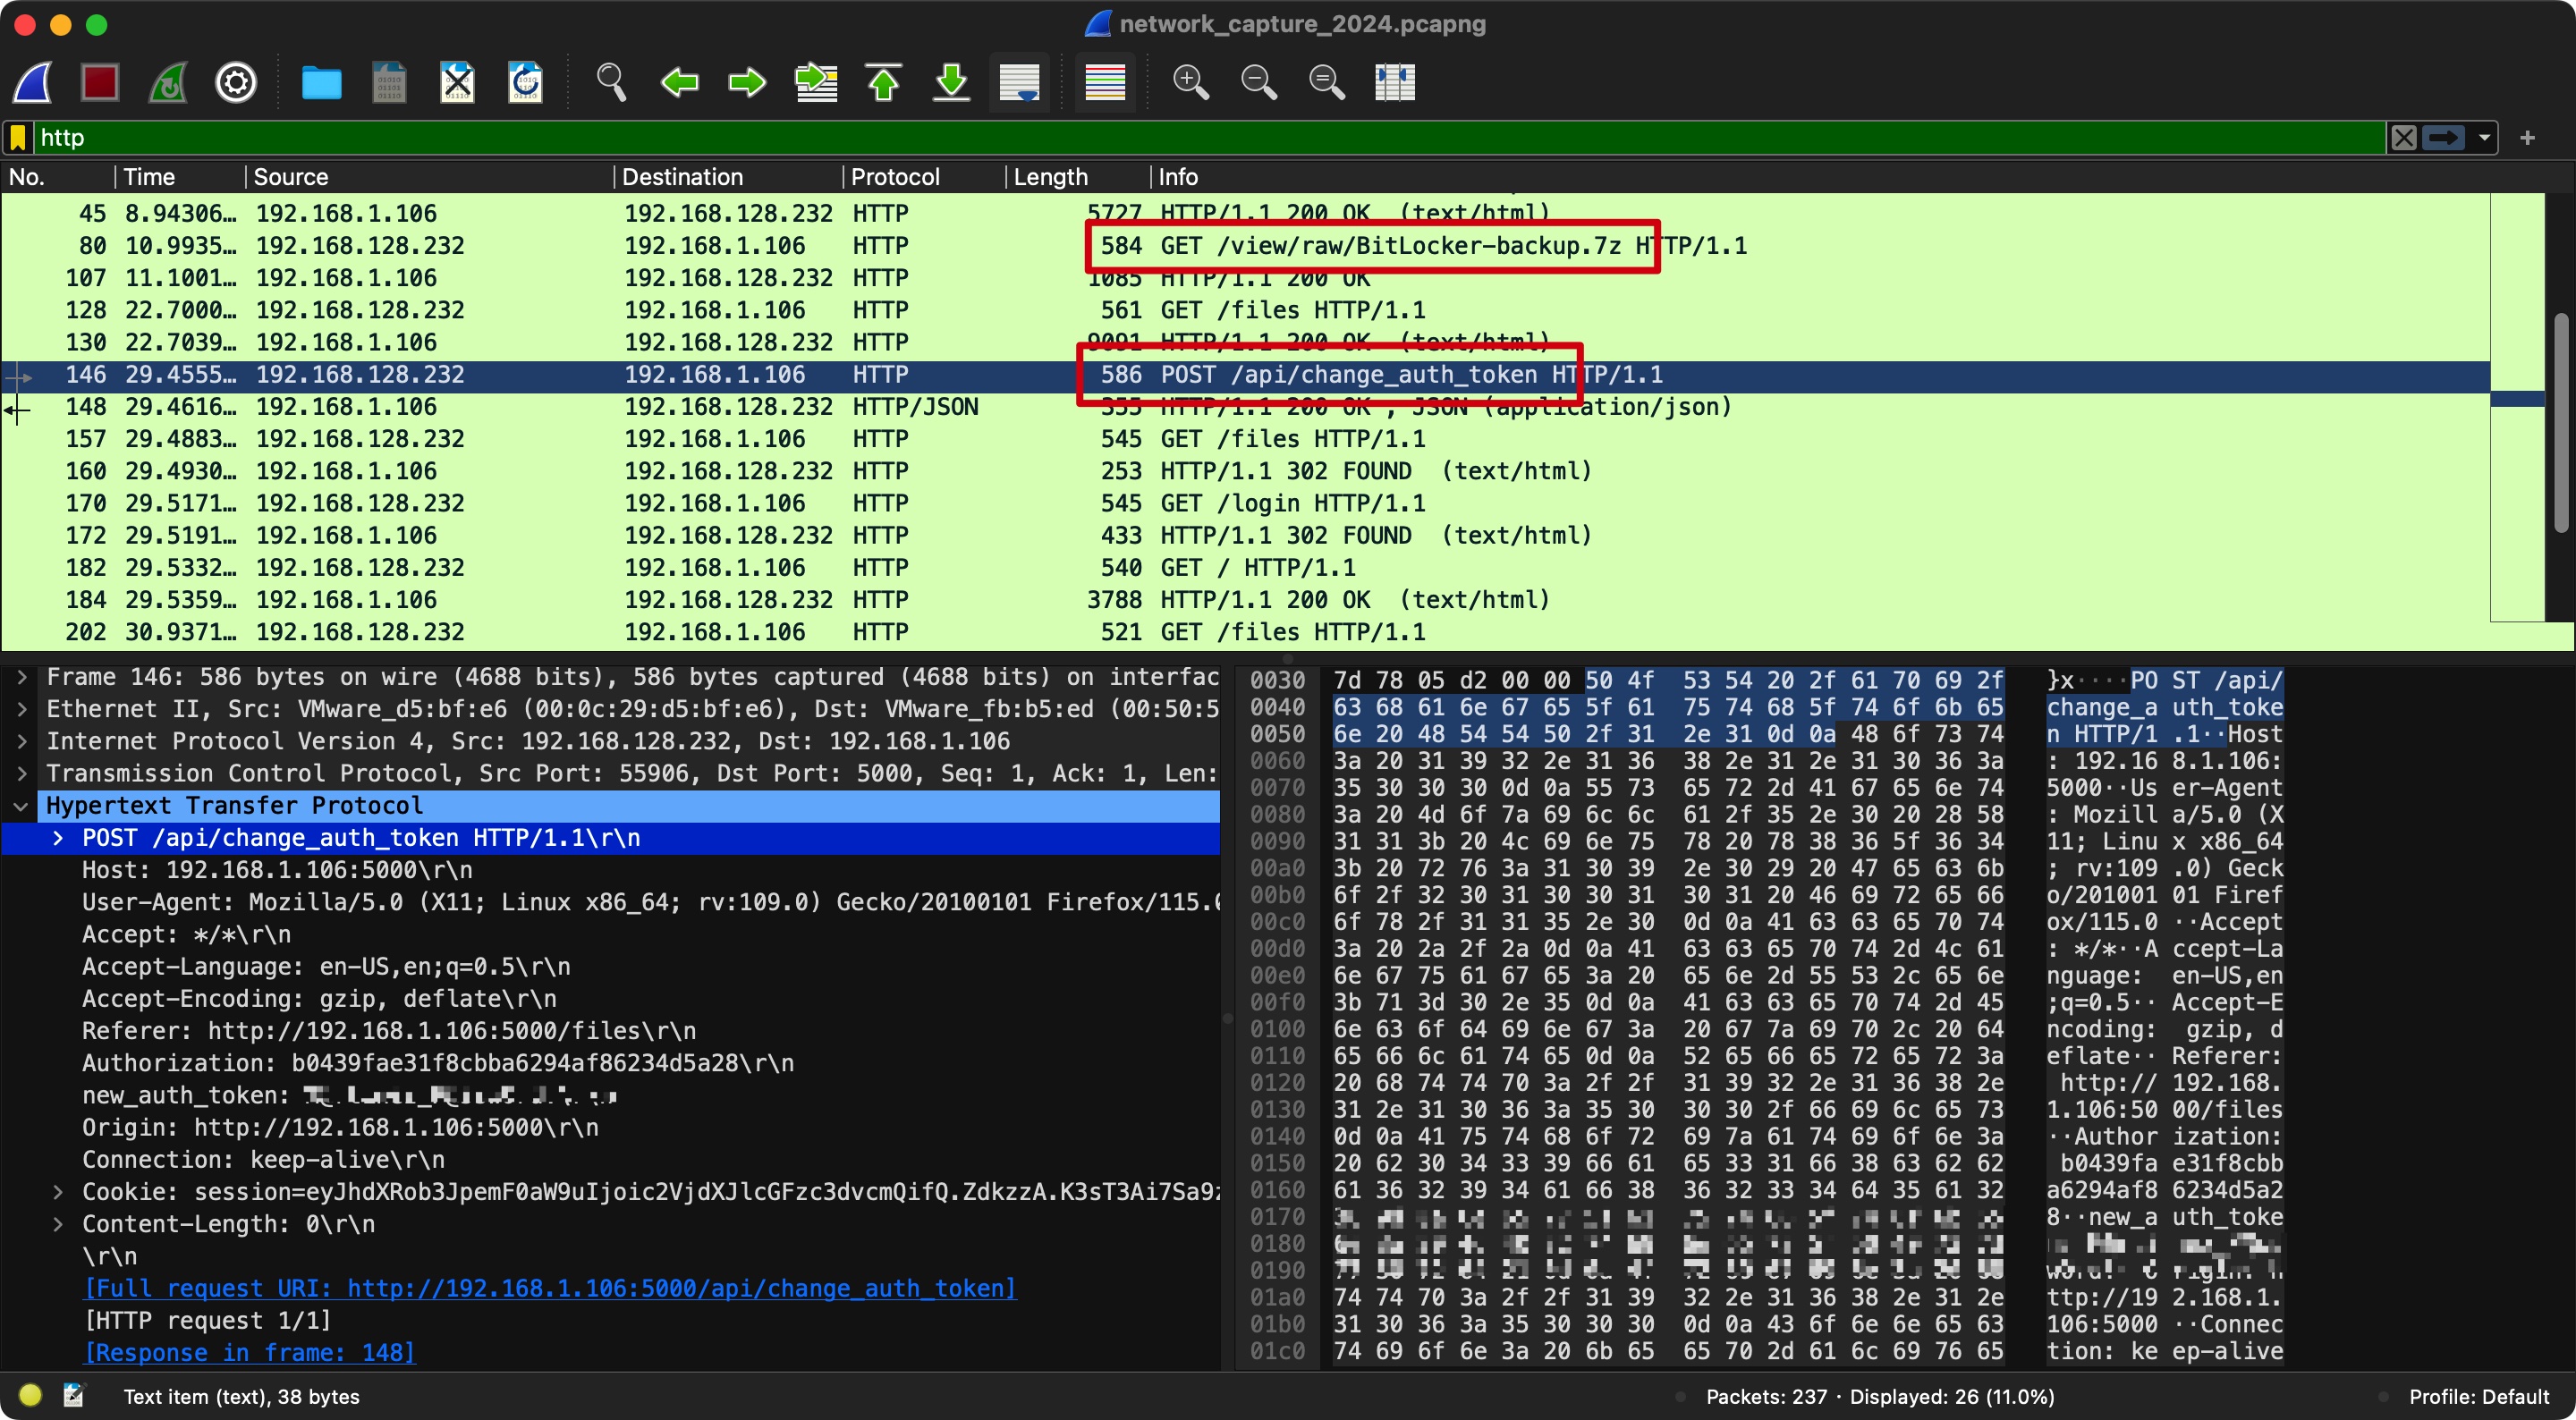 network_capture_2024.pcapng
http
No. Time Source Destination Protocol Length Info
45 8.94306… 192.168.1.106 192.168.128.232 HTTP 5727 HTTP/1.1 200 OK (text/html)
80 10.9935… 192.168.128.232 192.168.1.106 HTTP 584 GET /view/raw/BitLocker-backup.7z HTTP/1.1
107 11.1001… 192.168.1.106 192.168.128.232 HTTP 1085 HTTP/1.1 200 OK
128 22.7000… 192.168.128.232 192.168.1.106 HTTP 561 GET /files HTTP/1.1
130 22.7039… 192.168.1.106 192.168.128.232 HTTP 9091 HTTP/1.1 200 OK (text/html)
146 29.4555… 192.168.128.232 192.168.1.106 HTTP 586 POST /api/change_auth_token HTTP/1.1
148 29.4616… 192.168.1.106 192.168.128.232 HTTP/JSON 355 HTTP/1.1 200 OK , JSON (application/json)
157 29.4883… 192.168.128.232 192.168.1.106 HTTP 545 GET /files HTTP/1.1
160 29.4930… 192.168.1.106 192.168.128.232 HTTP 253 HTTP/1.1 302 FOUND (text/html)
170 29.5171… 192.168.128.232 192.168.1.106 HTTP 545 GET /login HTTP/1.1
172 29.5191… 192.168.1.106 192.168.128.232 HTTP 433 HTTP/1.1 302 FOUND (text/html)
182 29.5332… 192.168.128.232 192.168.1.106 HTTP 540 GET / HTTP/1.1
184 29.5359… 192.168.1.106 192.168.128.232 HTTP 3788 HTTP/1.1 200 OK (text/html)
202 30.9371… 192.168.128.232 192.168.1.106 HTTP 521 GET /files HTTP/1.1
Frame 146: 586 bytes on wire (4688 bits), 586 bytes captured (4688 bits) on interfac
Ethernet II, Src: VMware_d5:bf:e6 (00:0c:29:d5:bf:e6), Dst: VMware_fb:b5:ed (00:50:5
Internet Protocol Version 4, Src: 192.168.128.232, Dst: 192.168.1.106
Transmission Control Protocol, Src Port: 55906, Dst Port: 5000, Seq: 1, Ack: 1, Len:
Hypertext Transfer Protocol
POST /api/change_auth_token HTTP/1.1\r\n
Host: 192.168.1.106:5000\r\n
User-Agent: Mozilla/5.0 (X11; Linux x86_64; rv:109.0) Gecko/20100101 Firefox/115.0
Accept: */*\r\n
Accept-Language: en-US,en;q=0.5\r\n
Accept-Encoding: gzip, deflate\r\n
Referer: http://192.168.1.106:5000/files\r\n
Authorization: b0439fae31f8cbba6294af86234d5a28\r\n
new_auth_token:
Origin: http://192.168.1.106:5000\r\n
Connection: keep-alive\r\n
Cookie: session=eyJhdXRob3JpemF0aW9uIjoic2VjdXJlcGFzc3dvcmQifQ.ZdkzzA.K3sT3Ai7Sa9z
Content-Length: 0\r\n
\r\n
[Full request URI: http://192.168.1.106:5000/api/change_auth_token]
[HTTP request 1/1]
[Response in frame: 148]
0030 7d 78 05 d2 00 00 50 4f 53 54 20 2f 61 70 69 2f }x····PO ST /api/
0040 63 68 61 6e 67 65 5f 61 75 74 68 5f 74 6f 6b 65 change_a uth_toke
0050 6e 20 48 54 54 50 2f 31 2e 31 0d 0a 48 6f 73 74 n HTTP/1 .1··Host
0060 3a 20 31 39 32 2e 31 36 38 2e 31 2e 31 30 36 3a : 192.16 8.1.106:
0070 35 30 30 30 0d 0a 55 73 65 72 2d 41 67 65 6e 74 5000··Us er-Agent
0080 3a 20 4d 6f 7a 69 6c 6c 61 2f 35 2e 30 20 28 58 : Mozill a/5.0 (X
0090 31 31 3b 20 4c 69 6e 75 78 20 78 38 36 5f 36 34 11; Linu x x86_64
00a0 3b 20 72 76 3a 31 30 39 2e 30 29 20 47 65 63 6b ; rv:109 .0) Geck
00b0 6f 2f 32 30 31 30 30 31 30 31 20 46 69 72 65 66 o/201001 01 Firef
00c0 6f 78 2f 31 31 35 2e 30 0d 0a 41 63 63 65 70 74 ox/115.0 ··Accept
00d0 3a 20 2a 2f 2a 0d 0a 41 63 63 65 70 74 2d 4c 61 : */*··A ccept-La
00e0 6e 67 75 61 67 65 3a 20 65 6e 2d 55 53 2c 65 6e nguage: en-US,en
00f0 3b 71 3d 30 2e 35 0d 0a 41 63 63 65 70 74 2d 45 ;q=0.5·· Accept-E
0100 6e 63 6f 64 69 6e 67 3a 20 67 7a 69 70 2c 20 64 ncoding: gzip, d
0110 65 66 6c 61 74 65 0d 0a 52 65 66 65 72 65 72 3a eflate·· Referer:
0120 20 68 74 74 70 3a 2f 2f 31 39 32 2e 31 36 38 2e http:// 192.168.
0130 31 2e 31 30 36 3a 35 30 30 30 2f 66 69 6c 65 73 1.106:50 00/files
0140 0d 0a 41 75 74 68 6f 72 69 7a 61 74 69 6f 6e 3a ··Author ization:
0150 20 62 30 34 33 39 66 61 65 33 31 66 38 63 62 62 b0439fa e31f8cbb
0160 61 36 32 39 34 61 66 38 36 32 33 34 64 35 61 32 a6294af8 6234d5a2
0170 8··new_a uth_toke
0180
0190
01a0 74 74 70 3a 2f 2f 31 39 32 2e 31 36 38 2e 31 2e ttp://19 2.168.1.
01b0 31 30 36 3a 35 30 30 30 0d 0a 43 6f 6e 6e 65 63 106:5000 ··Connec
01c0 74 69 6f 6e 3a 20 6b 65 65 70 2d 61 6c 69 76 65 tion: ke ep-alive
Text item (text), 38 bytes
Packets: 237 · Displayed: 26 (11.0%)
Profile: Default